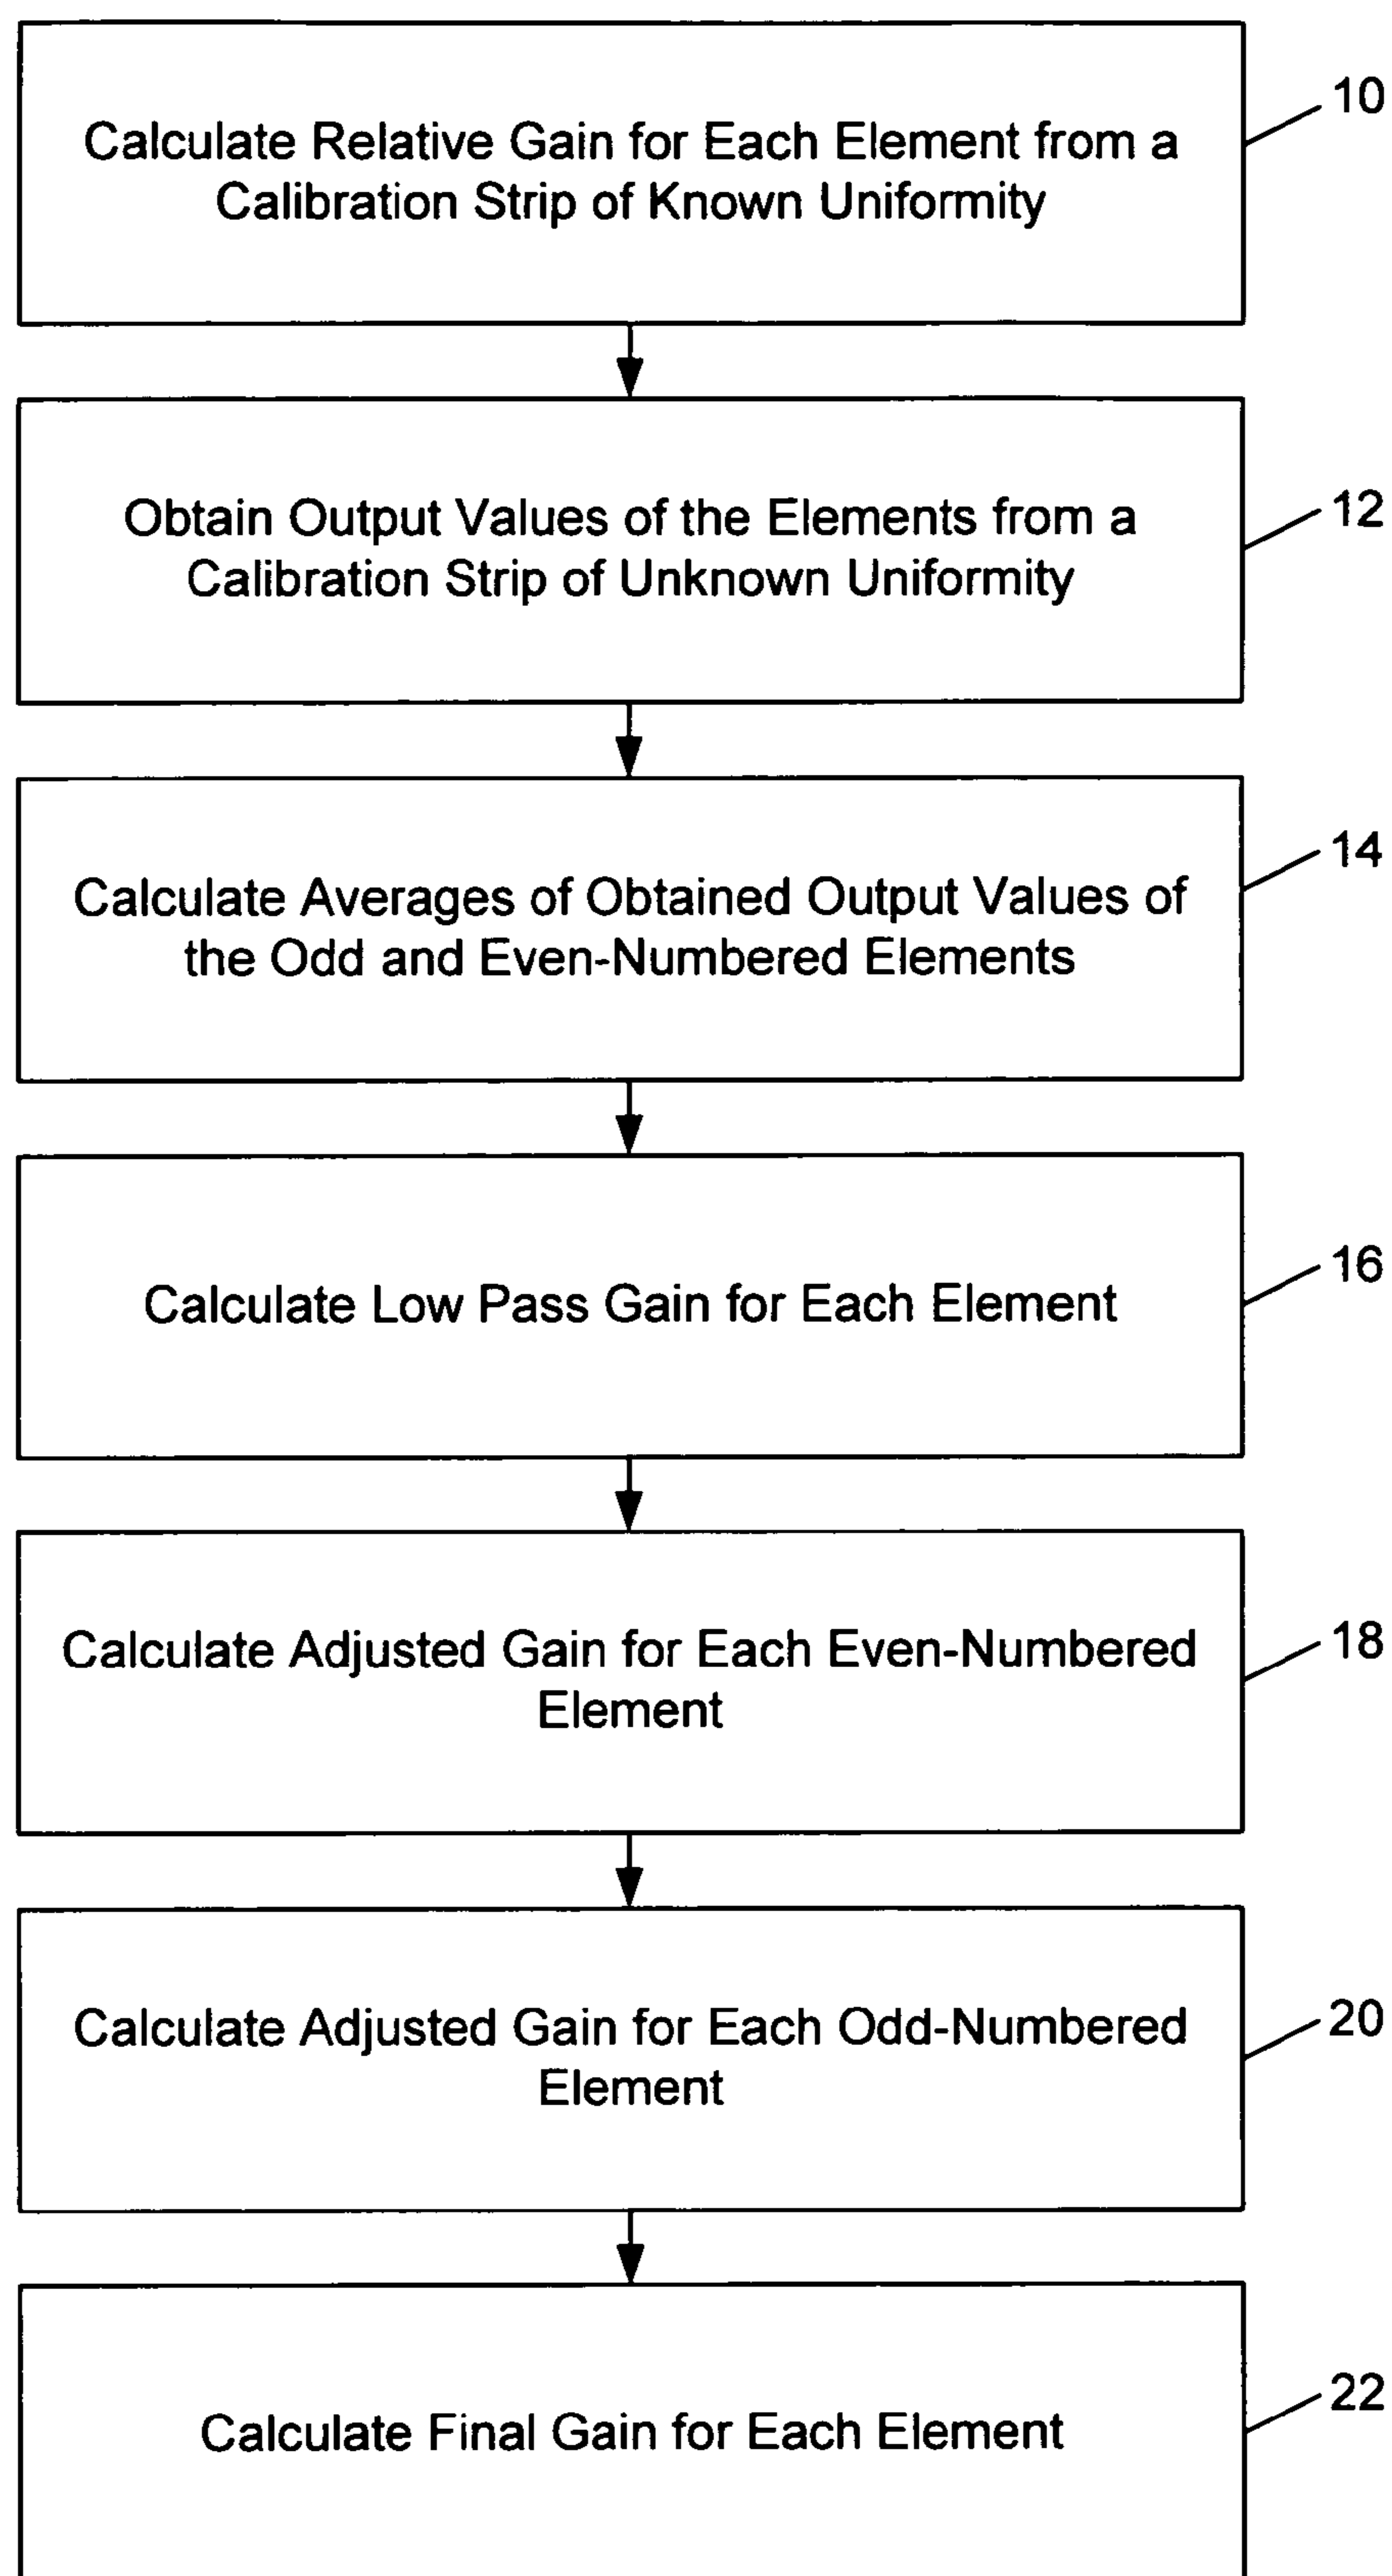 10
Calculate Relative Gain for Each Element from a
Calibration Strip of Known Uniformity
12
Obtain Output Values of the Elements from a
Calibration Strip of Unknown Uniformity
14
Calculate Averages of Obtained Output Values of
the Odd and Even-Numbered Elements
16
Calculate Low Pass Gain for Each Element
18
Calculate Adjusted Gain for Each Even-Numbered
Element
20
Calculate Adjusted Gain for Each Odd-Numbered
Element
22
Calculate Final Gain for Each Element